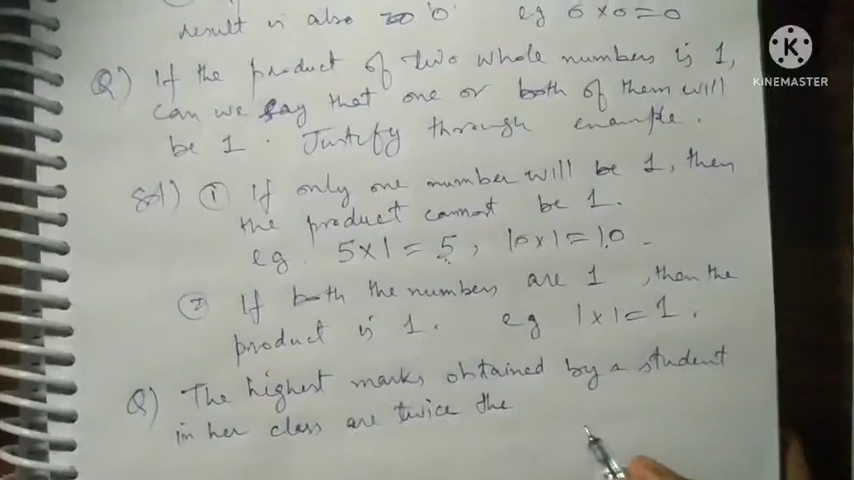 result is also '0' eg 0 x 0 = 0
Q) If the product of two whole numbers is 1,
can we say that one or both of them will
be 1. Justify through example.
Sol) ① If only one number will be 1, then
the product cannot be 1.
eg. 5 x 1 = 5, 10 x 1 = 10.
② If both the numbers are 1, then the
product is 1. eg 1 x 1 = 1.
Q) The highest marks obtained by a student
in her class are twice the
KINEMASTER